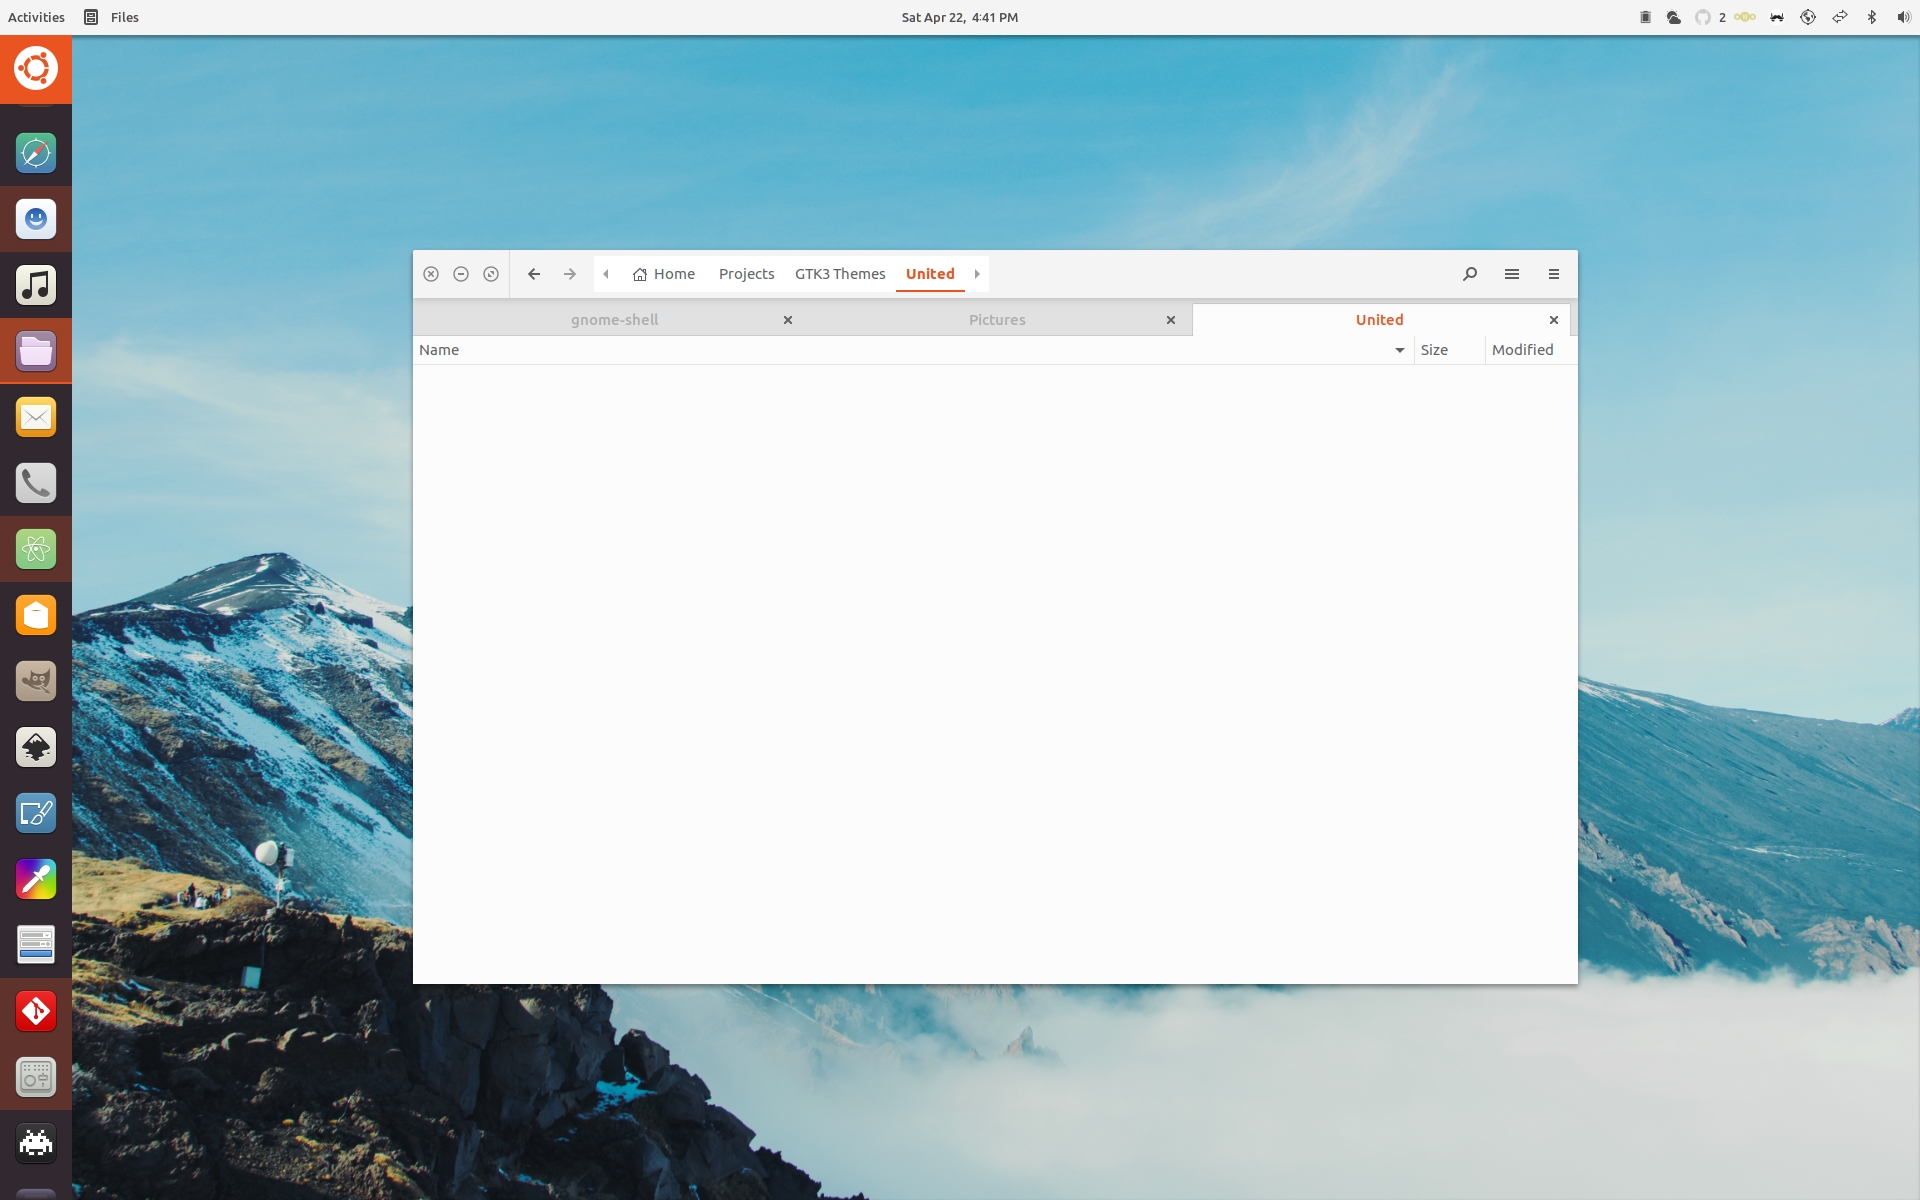 Activities Files Sat Apr 22, 4:41 PM 2
Home Projects GTK3 Themes United
gnome-shell Pictures United
Name Size Modified